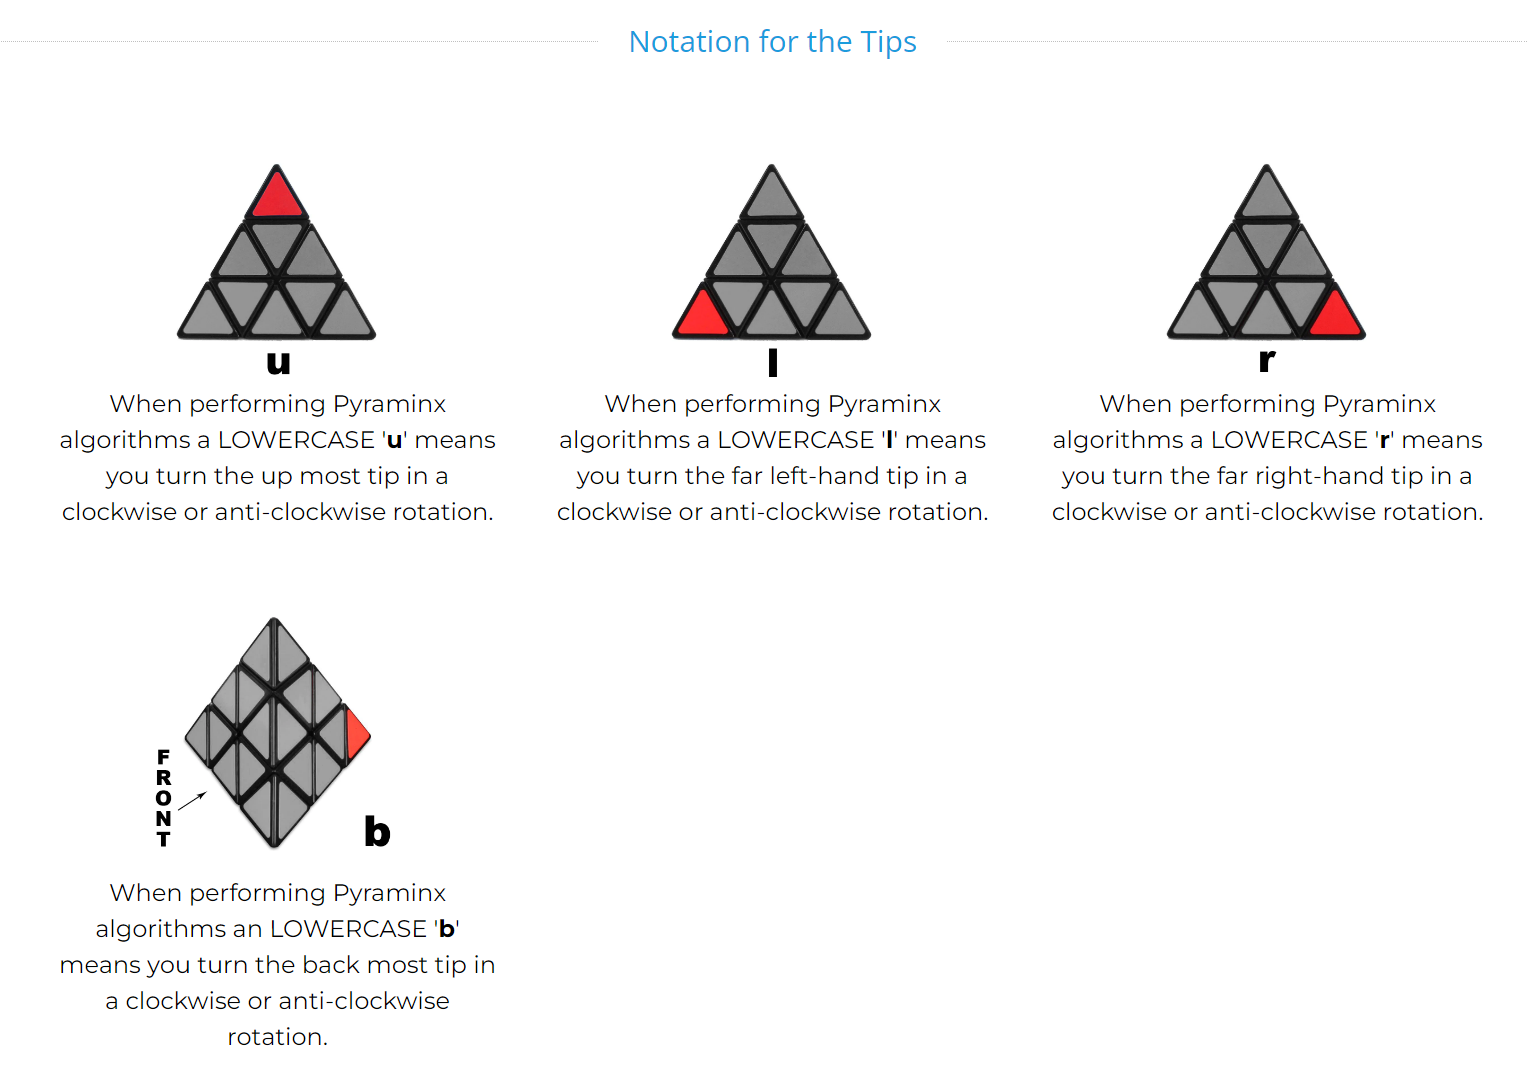 Notation for the Tips
u
When performing Pyraminx
algorithms a LOWERCASE 'u' means
you turn the up most tip in a
clockwise or anti-clockwise rotation.
l
When performing Pyraminx
algorithms a LOWERCASE 'l' means
you turn the far left-hand tip in a
clockwise or anti-clockwise rotation.
r
When performing Pyraminx
algorithms a LOWERCASE 'r' means
you turn the far right-hand tip in a
clockwise or anti-clockwise rotation.
FRONT
b
When performing Pyraminx
algorithms an LOWERCASE 'b'
means you turn the back most tip in
a clockwise or anti-clockwise
rotation.